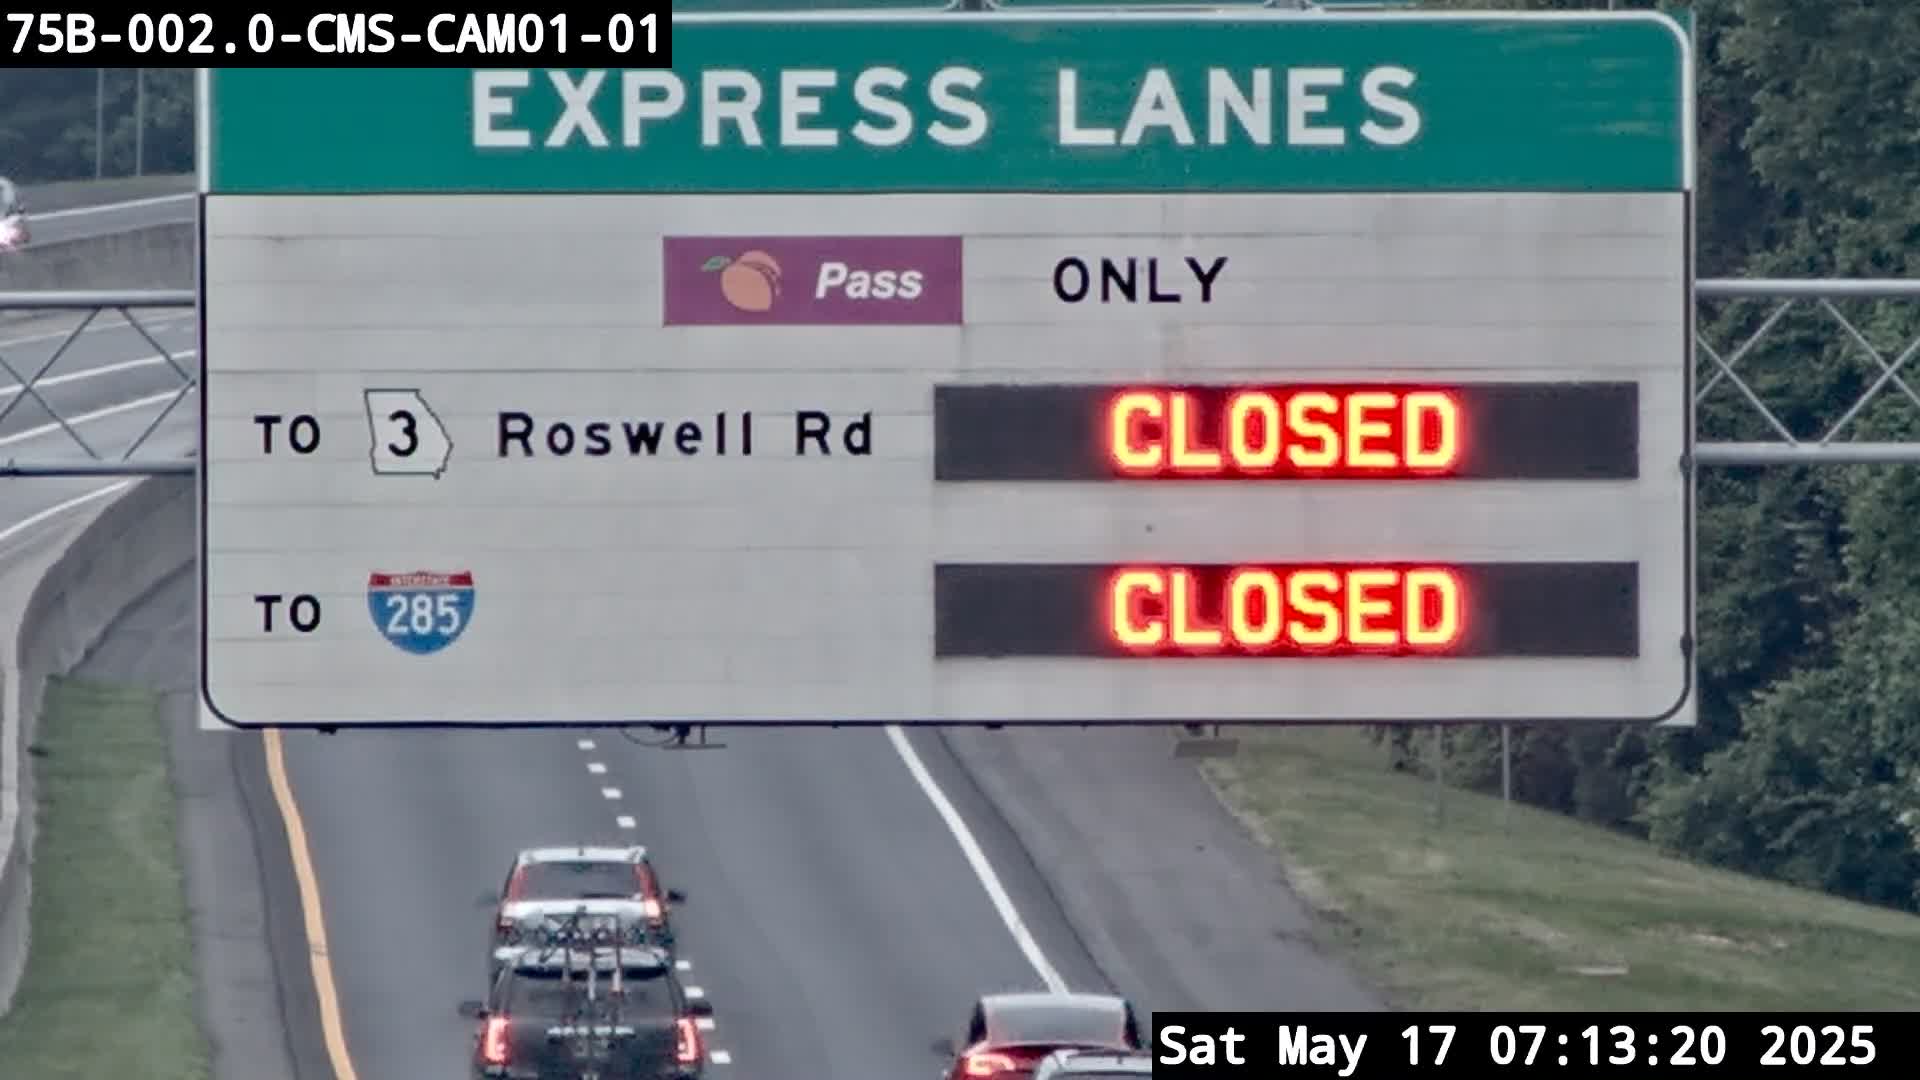 75B-002.0-CMS-CAM01-01
EXPRESS LANES
Pass ONLY
TO 3 Roswell Rd CLOSED
TO INTERSTATE 285 CLOSED
Sat May 17 07:13:20 2025